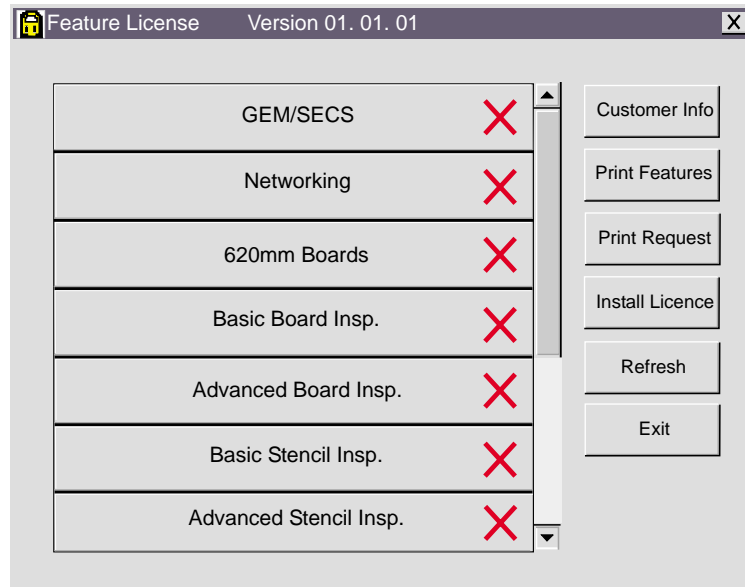 Feature License Version 01. 01. 01 X
GEM/SECS
Networking
620mm Boards
Basic Board Insp.
Advanced Board Insp.
Basic Stencil Insp.
Advanced Stencil Insp.
Customer Info
Print Features
Print Request
Install Licence
Refresh
Exit